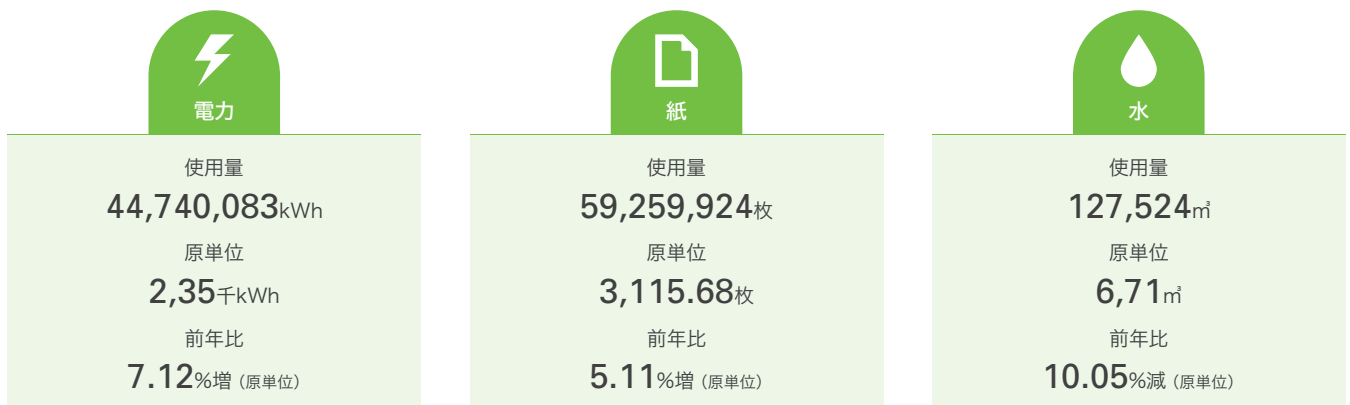 電力
使用量
44,740,083kWh
原単位
2,35千kWh
前年比
7.12%増（原単位）
紙
使用量
59,259,924枚
原単位
3,115.68枚
前年比
5.11%増（原単位）
水
使用量
127,524㎥
原単位
6,71㎥
前年比
10.05%減（原単位）